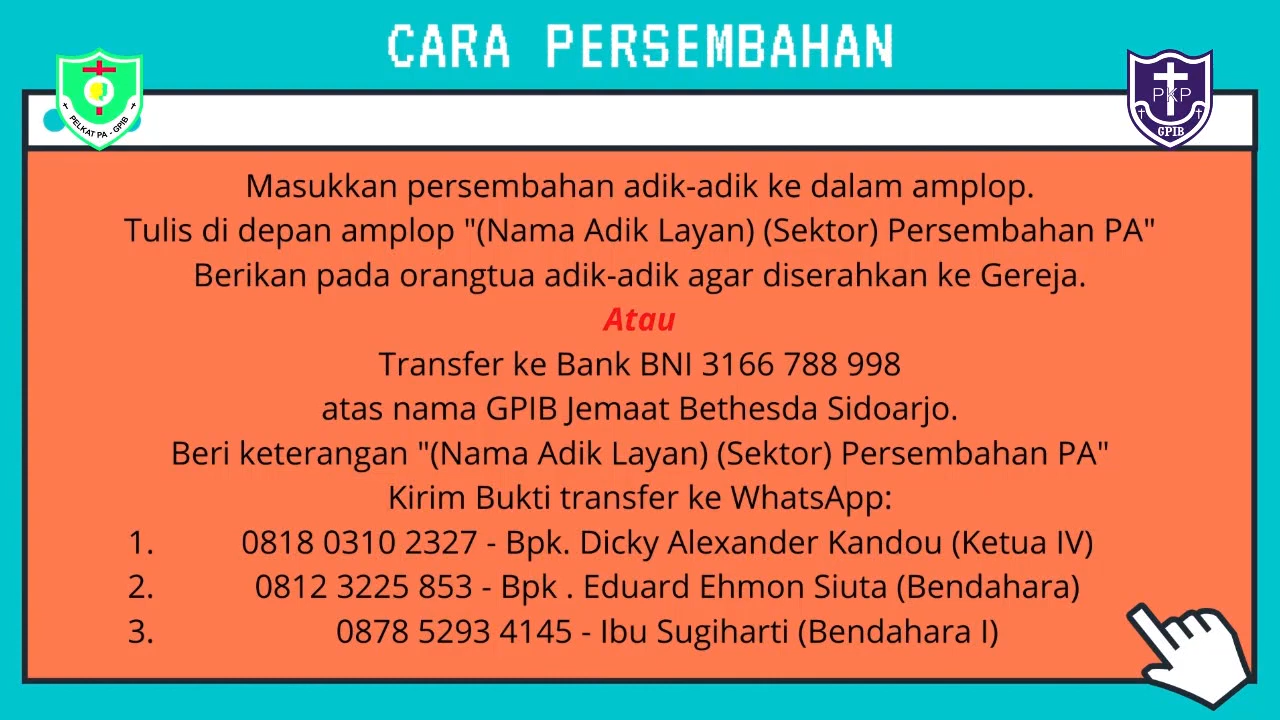 CARA PERSEMBAHAN
PELKAT PA - GPIB
PKP
GPIB
Masukkan persembahan adik-adik ke dalam amplop.
Tulis di depan amplop "(Nama Adik Layan) (Sektor) Persembahan PA"
Berikan pada orangtua adik-adik agar diserahkan ke Gereja.
Atau
Transfer ke Bank BNI 3166 788 998
atas nama GPIB Jemaat Bethesda Sidoarjo.
Beri keterangan "(Nama Adik Layan) (Sektor) Persembahan PA"
Kirim Bukti transfer ke WhatsApp:
1. 0818 0310 2327 - Bpk. Dicky Alexander Kandou (Ketua IV)
2. 0812 3225 853 - Bpk . Eduard Ehmon Siuta (Bendahara)
3. 0878 5293 4145 - Ibu Sugiharti (Bendahara I)